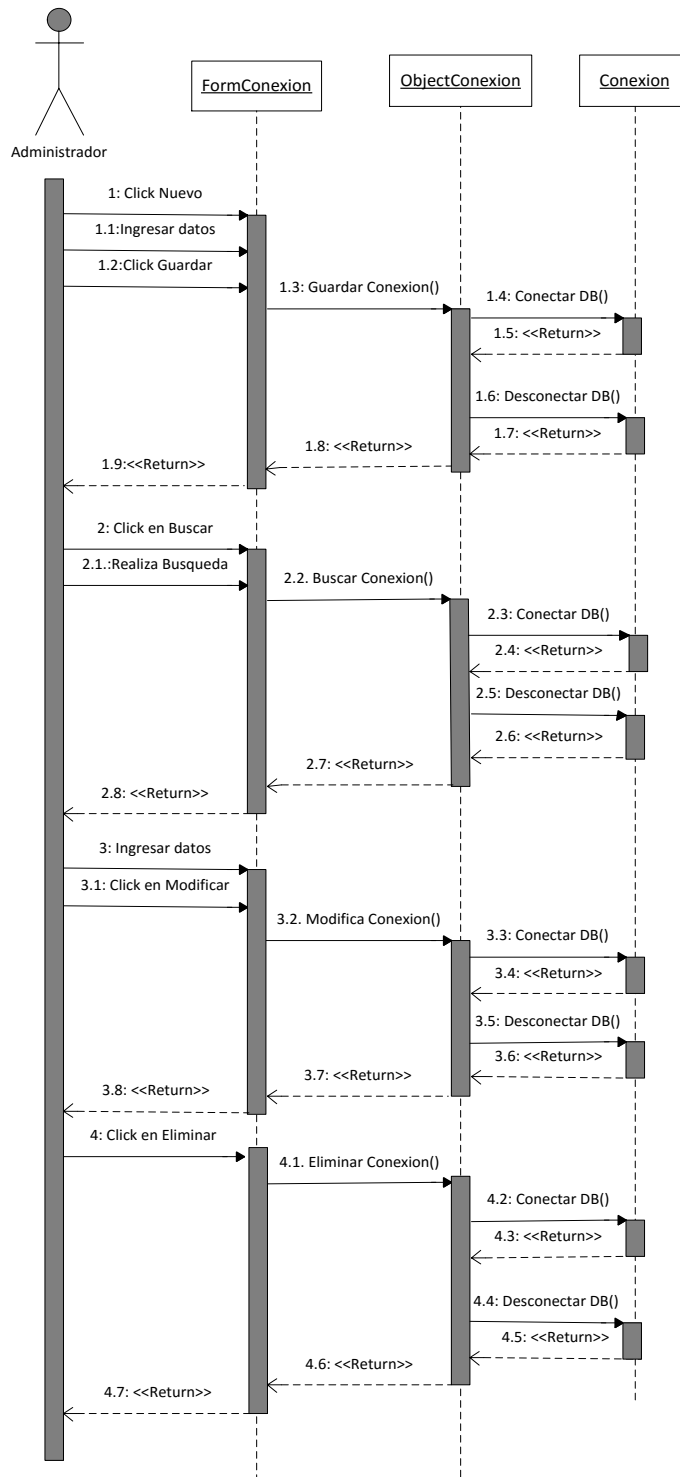 FormConexion
ObjectConexion
Conexion
Administrador
1: Click Nuevo
1.1:Ingresar datos
1.2:Click Guardar
1.3: Guardar Conexion()
1.4: Conectar DB()
1.5: <<Return>>
1.6: Desconectar DB()
1.7: <<Return>>
1.8: <<Return>>
1.9:<<Return>>
2: Click en Buscar
2.1.:Realiza Busqueda
2.2. Buscar Conexion()
2.3: Conectar DB()
2.4: <<Return>>
2.5: Desconectar DB()
2.6: <<Return>>
2.7: <<Return>>
2.8: <<Return>>
3: Ingresar datos
3.1: Click en Modificar
3.2. Modifica Conexion()
3.3: Conectar DB()
3.4: <<Return>>
3.5: Desconectar DB()
3.6: <<Return>>
3.7: <<Return>>
3.8: <<Return>>
4: Click en Eliminar
4.1. Eliminar Conexion()
4.2: Conectar DB()
4.3: <<Return>>
4.4: Desconectar DB()
4.5: <<Return>>
4.6: <<Return>>
4.7: <<Return>>